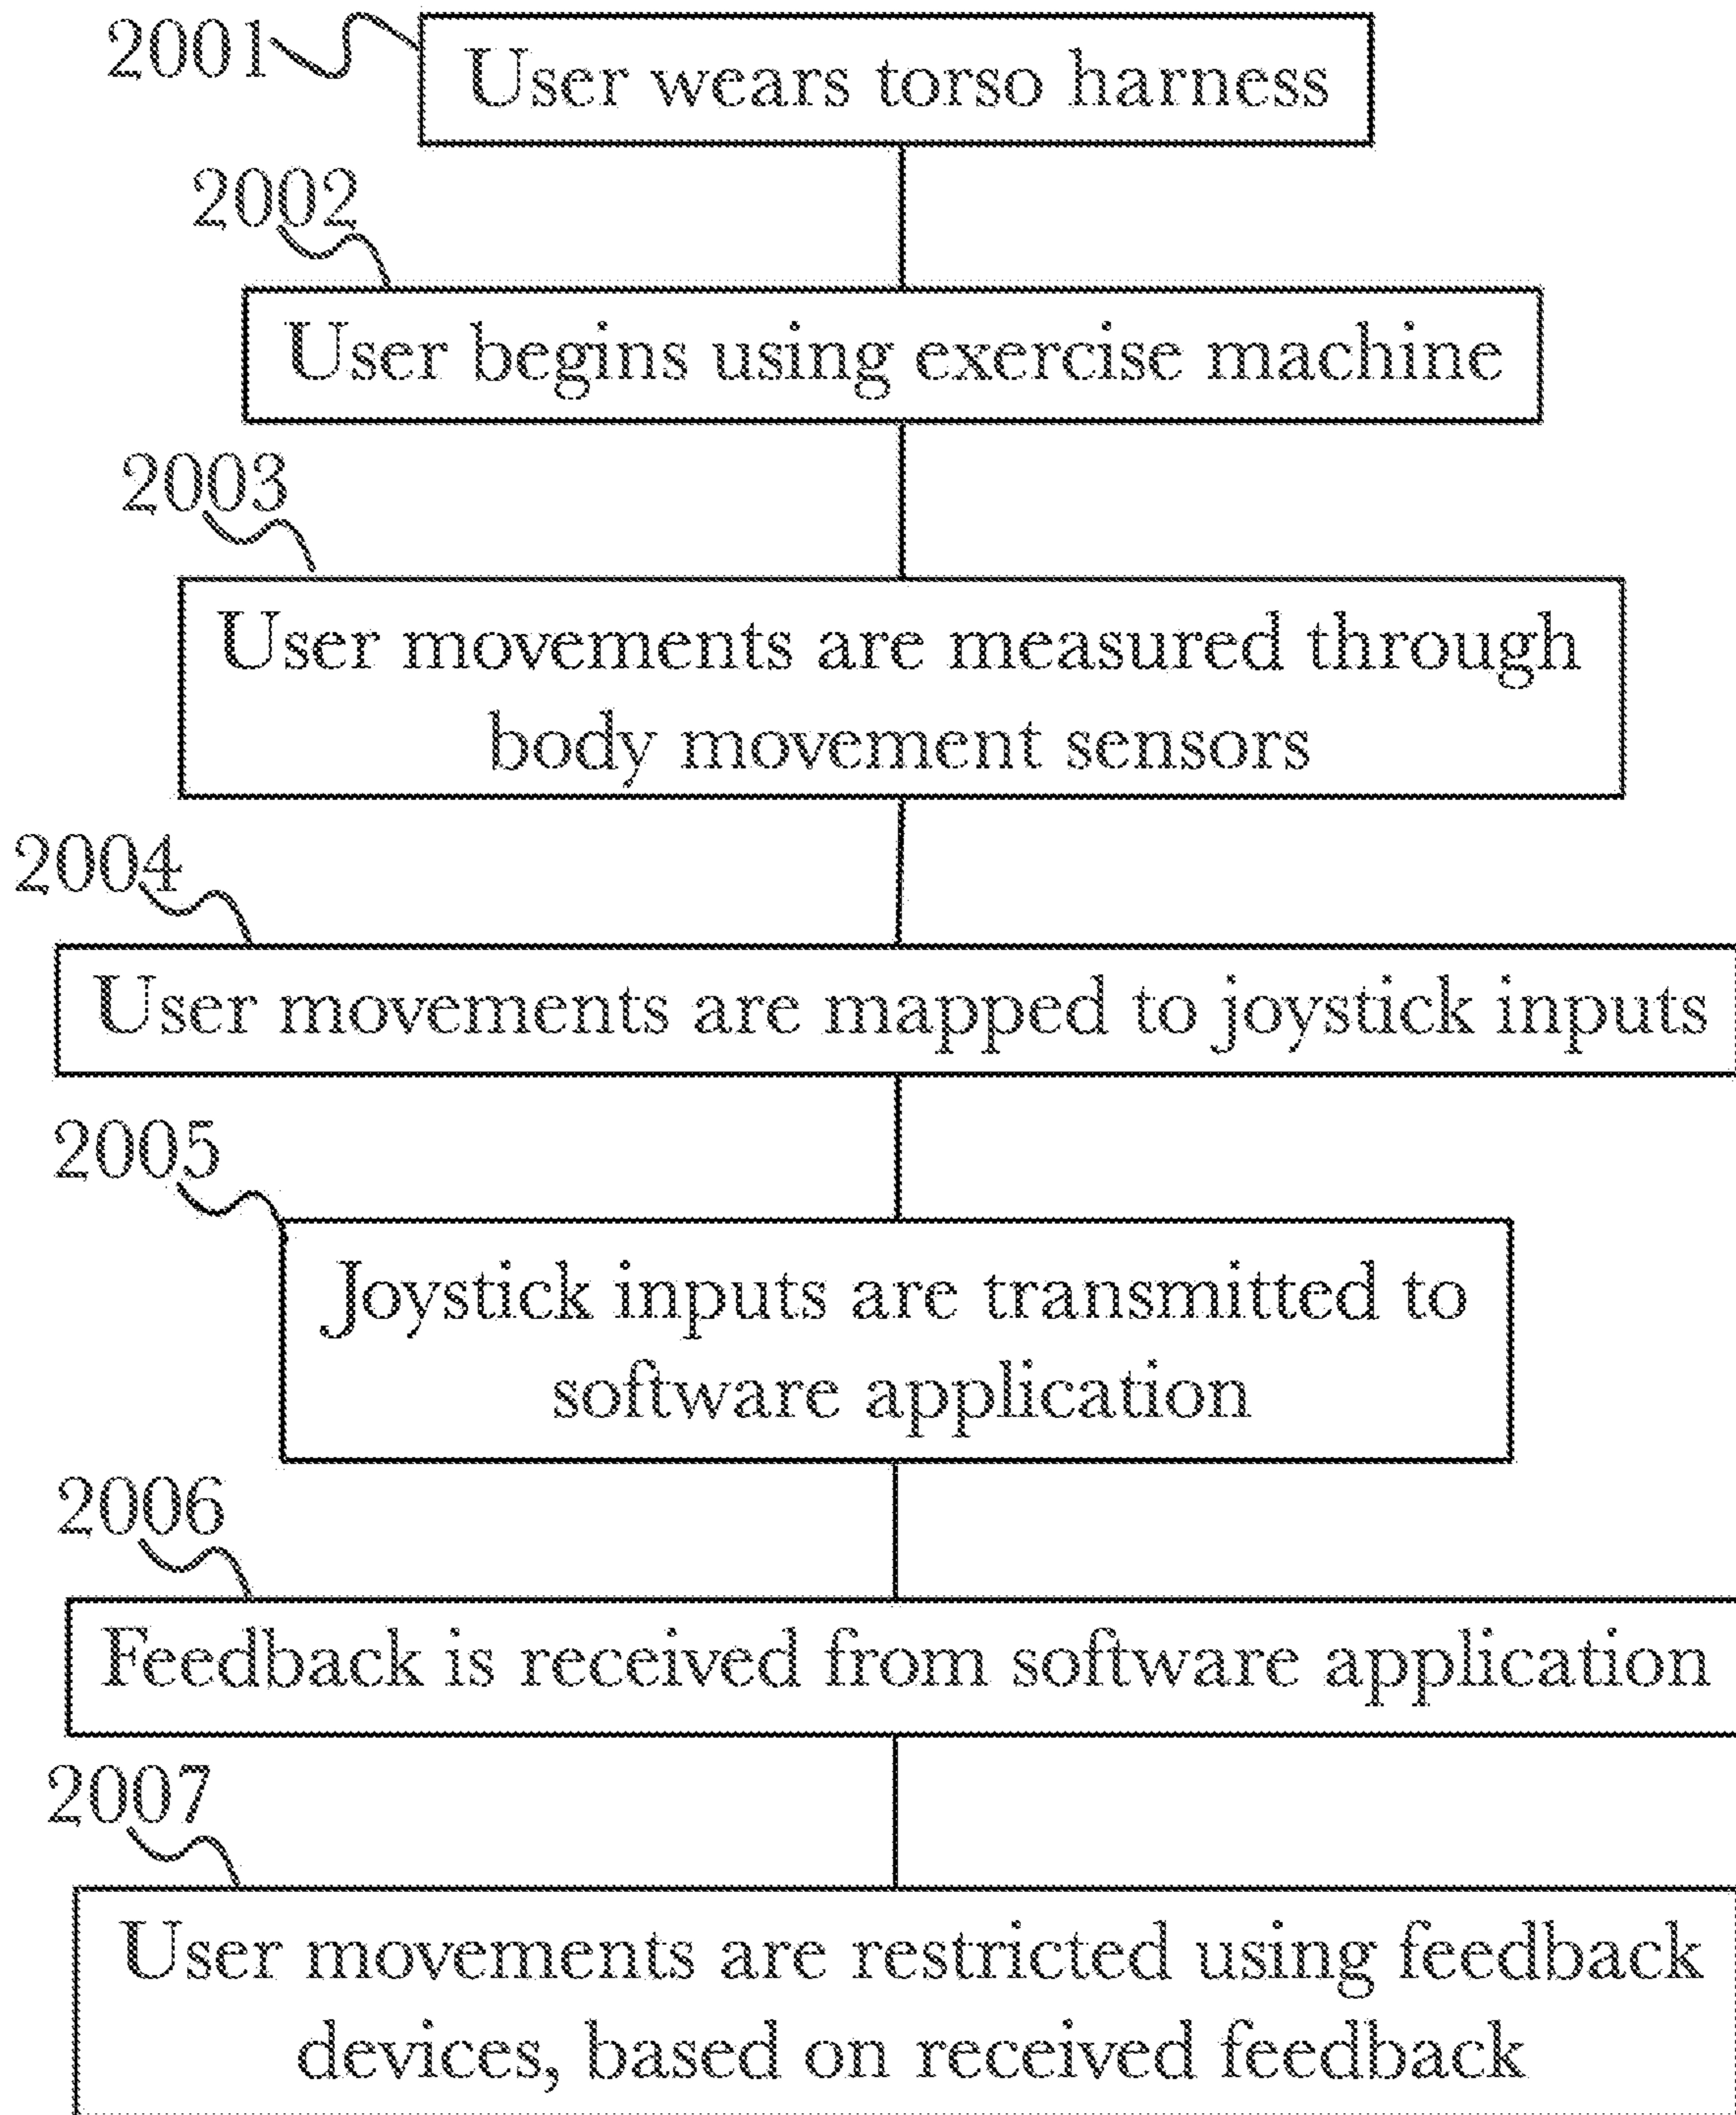 2001
User wears torso harness
2002
User begins using exercise machine
2003
User movements are measured through
body movement sensors
2004
User movements are mapped to joystick inputs
2005
Joystick inputs are transmitted to
software application
2006
Feedback is received from software application
2007
User movements are restricted using feedback
devices, based on received feedback